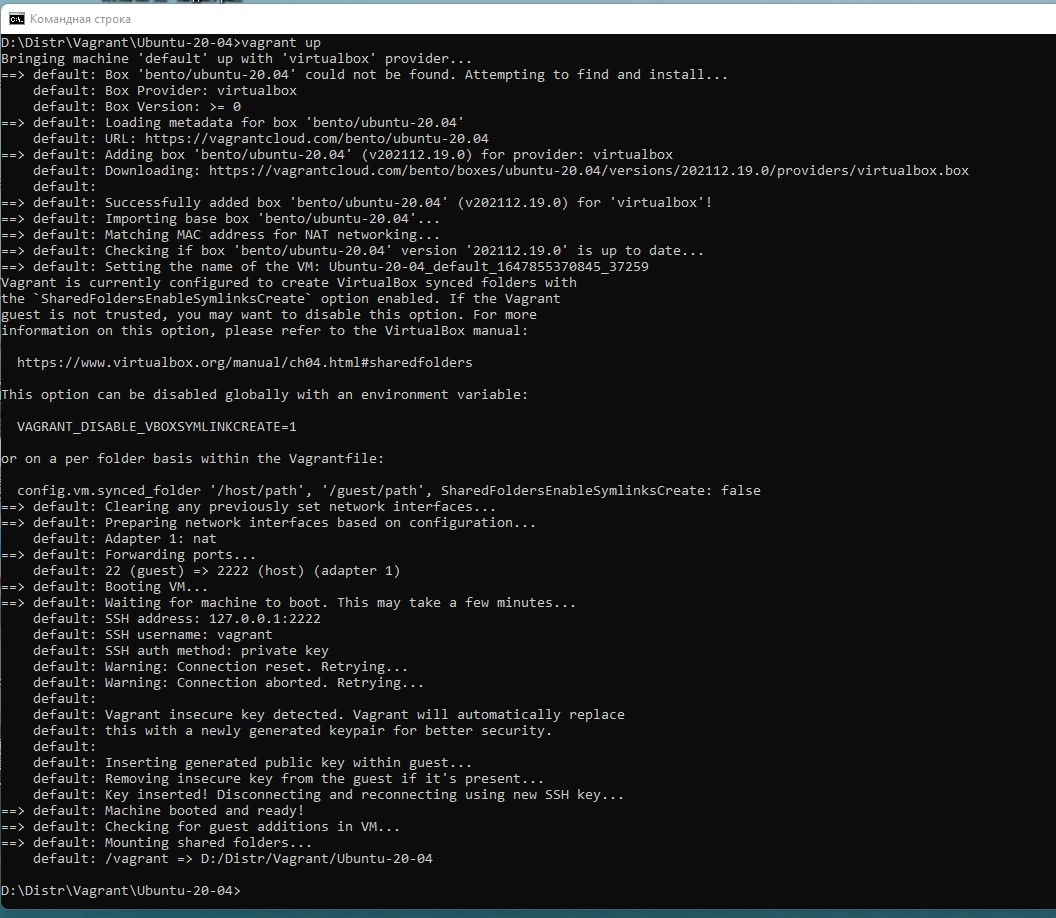 Командная строка
D:\Distr\Vagrant\Ubuntu-20-04>vagrant up
Bringing machine 'default' up with 'virtualbox' provider...
==> default: Box 'bento/ubuntu-20.04' could not be found. Attempting to find and install...
    default: Box Provider: virtualbox
    default: Box Version: >= 0
==> default: Loading metadata for box 'bento/ubuntu-20.04'
    default: URL: https://vagrantcloud.com/bento/ubuntu-20.04
==> default: Adding box 'bento/ubuntu-20.04' (v202112.19.0) for provider: virtualbox
    default: Downloading: https://vagrantcloud.com/bento/boxes/ubuntu-20.04/versions/202112.19.0/providers/virtualbox.box
    default:
==> default: Successfully added box 'bento/ubuntu-20.04' (v202112.19.0) for 'virtualbox'!
==> default: Importing base box 'bento/ubuntu-20.04'...
==> default: Matching MAC address for NAT networking...
==> default: Checking if box 'bento/ubuntu-20.04' version '202112.19.0' is up to date...
==> default: Setting the name of the VM: Ubuntu-20-04_default_1647855370845_37259
Vagrant is currently configured to create VirtualBox synced folders with
the `SharedFoldersEnableSymlinksCreate` option enabled. If the Vagrant
guest is not trusted, you may want to disable this option. For more
information on this option, please refer to the VirtualBox manual:
  https://www.virtualbox.org/manual/ch04.html#sharedfolders
This option can be disabled globally with an environment variable:
  VAGRANT_DISABLE_VBOXSYMLINKCREATE=1
or on a per folder basis within the Vagrantfile:
  config.vm.synced_folder '/host/path', '/guest/path', SharedFoldersEnableSymlinksCreate: false
==> default: Clearing any previously set network interfaces...
==> default: Preparing network interfaces based on configuration...
    default: Adapter 1: nat
==> default: Forwarding ports...
    default: 22 (guest) => 2222 (host) (adapter 1)
==> default: Booting VM...
==> default: Waiting for machine to boot. This may take a few minutes...
    default: SSH address: 127.0.0.1:2222
    default: SSH username: vagrant
    default: SSH auth method: private key
    default: Warning: Connection reset. Retrying...
    default: Warning: Connection aborted. Retrying...
    default:
    default: Vagrant insecure key detected. Vagrant will automatically replace
    default: this with a newly generated keypair for better security.
    default:
    default: Inserting generated public key within guest...
    default: Removing insecure key from the guest if it's present...
    default: Key inserted! Disconnecting and reconnecting using new SSH key...
==> default: Machine booted and ready!
==> default: Checking for guest additions in VM...
==> default: Mounting shared folders...
    default: /vagrant => D:/Distr/Vagrant/Ubuntu-20-04
D:\Distr\Vagrant\Ubuntu-20-04>